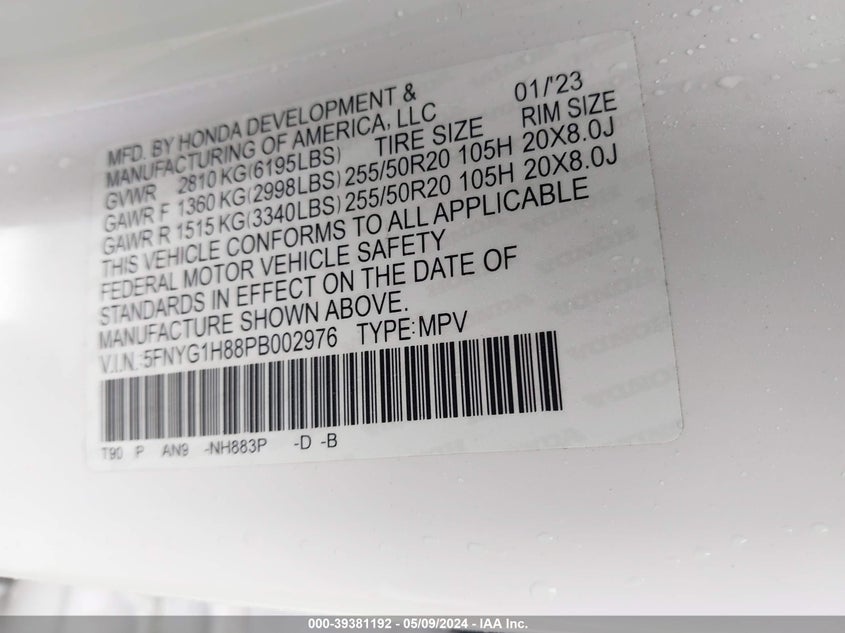 MFD. BY HONDA DEVELOPMENT & 01/'23
MANUFACTURING OF AMERICA, LLC
GVWR 2810 KG(6195LBS) TIRE SIZE RIM SIZE
GAWR F 1360 KG(2998LBS) 255/50R20 105H 20X8.0J
GAWR R 1515 KG(3340LBS) 255/50R20 105H 20X8.0J
THIS VEHICLE CONFORMS TO ALL APPLICABLE
FEDERAL MOTOR VEHICLE SAFETY
STANDARDS IN EFFECT ON THE DATE OF
MANUFACTURE SHOWN ABOVE.
V.I.N.:5FNYG1H88PB002976 TYPE:MPV
T90 P AN9 -NH883P -D -B
000-39381192 - 05/09/2024 - IAA Inc.